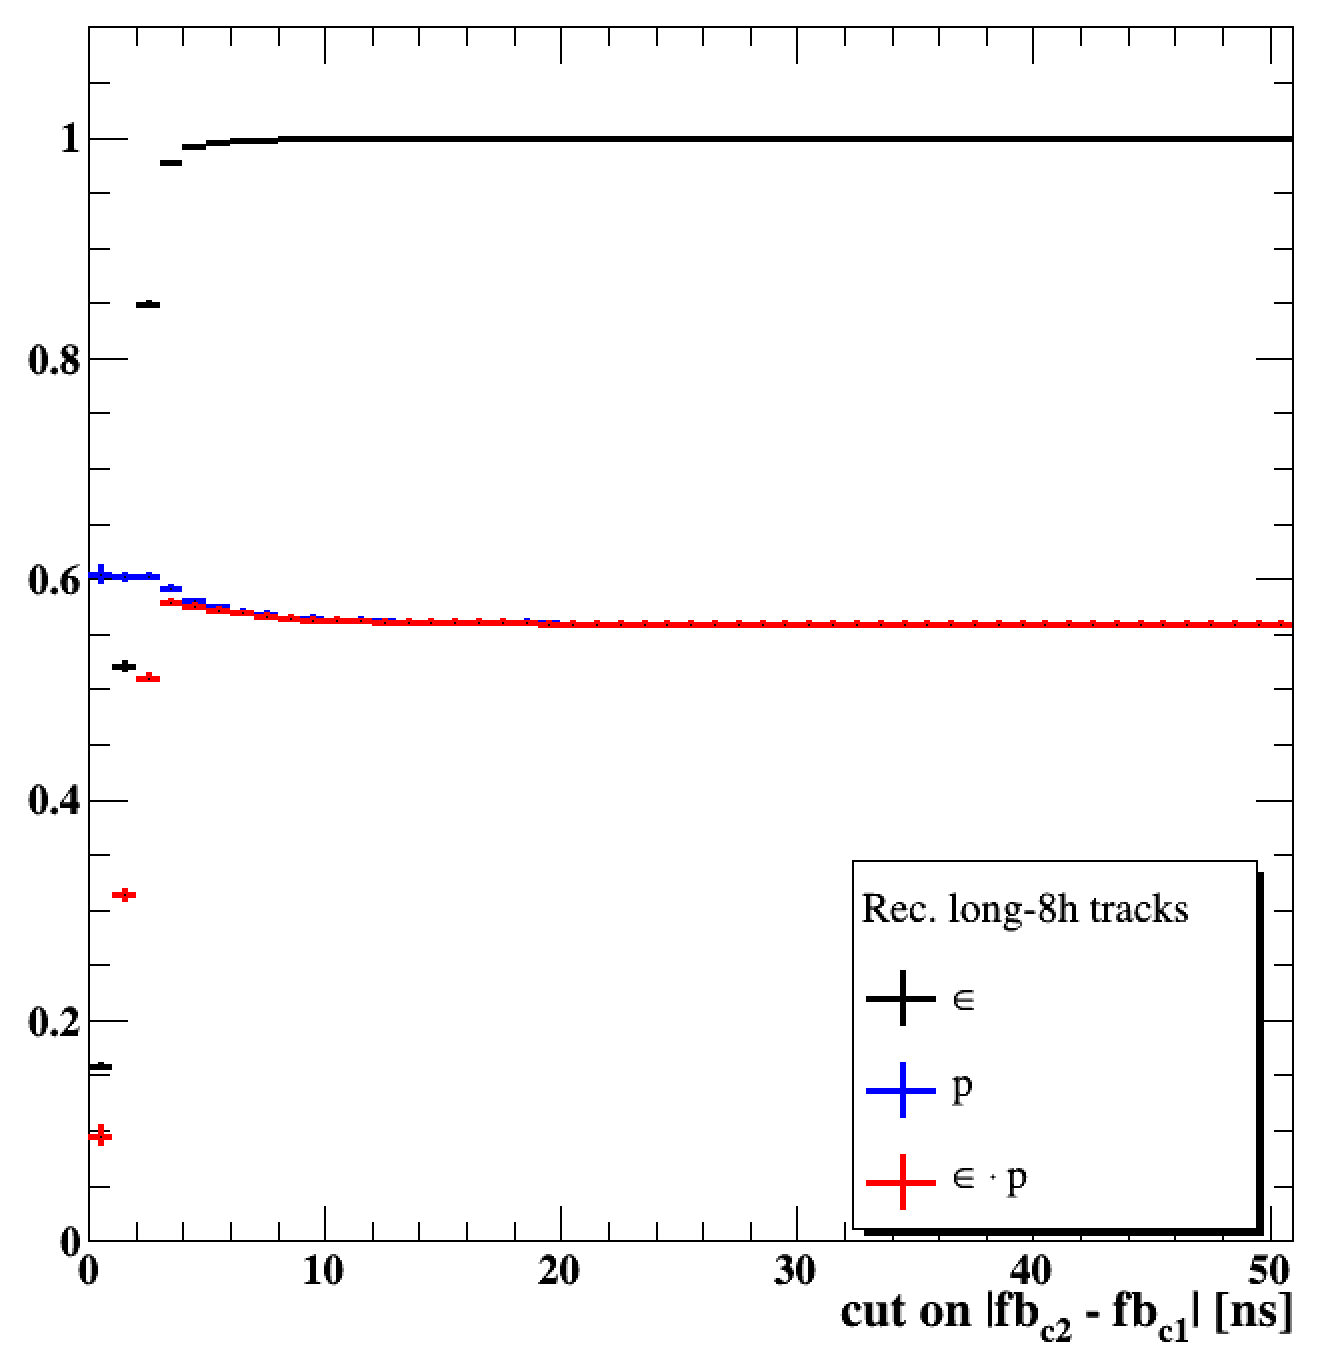 1
0.8
0.6
0.4
0.2
0
0 10 20 30 40 50
cut on |fb_c2 - fb_c1| [ns]
Rec. long-8h tracks
∈
p
∈ · p